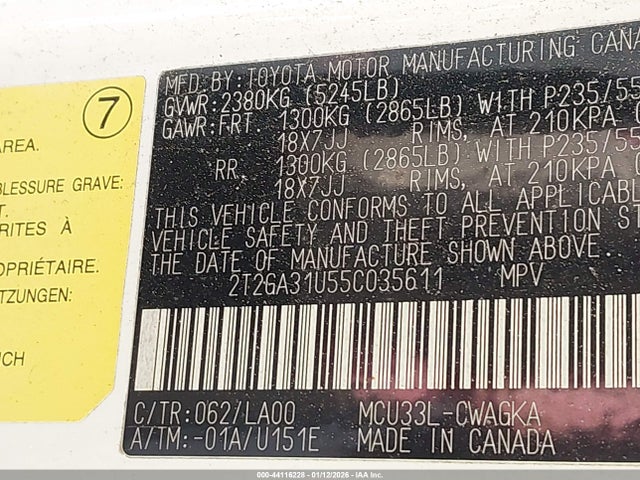 7
AREA.
BLESSURE GRAVE:
T.
RITES À
PROPRIÉTAIRE.
TZUNGEN:
CH
MFD BY: TOYOTA MOTOR MANUFACTURING CANA
GVWR: 2380KG (5245LB)
GAWR: FRT. 1300KG (2865LB) WITH P235/55
18X7JJ RIMS, AT 210KPA
RR. 1300KG (2865LB) WITH P235/55
18X7JJ RIMS, AT 210KPA
THIS VEHICLE CONFORMS TO ALL APPLICABLE
VEHICLE SAFETY AND THEFT PREVENTION ST
THE DATE OF MANUFACTURE SHOWN ABOVE.
2T2GA31U55C035611 MPV
C/TR: 062/LA00 MCU33L-CWAGKA
A/TM: -01A/U151E MADE IN CANADA
000-44116228 - 01/12/2026 - IAA, Inc.